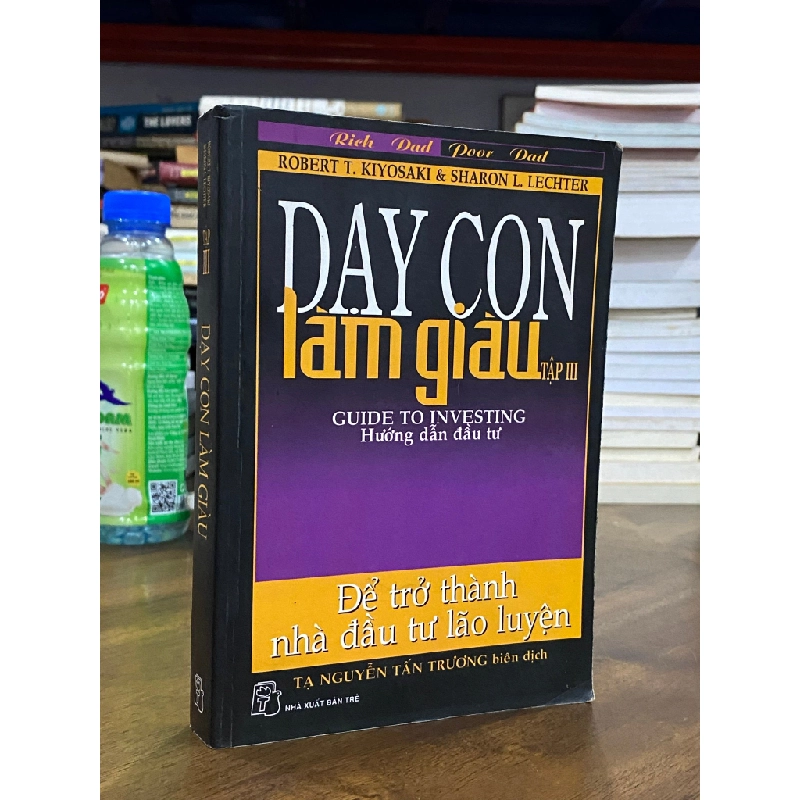 Rich Dad Poor Dad
ROBERT T. KIYOSAKI & SHARON L. LECHTER
DẠY CON
làm giàu
TẬP III
GUIDE TO INVESTING
Hướng dẫn đầu tư
Để trở thành
nhà đầu tư lão luyện
TẠ NGUYỄN TẤN TRƯƠNG biên dịch
NHÀ XUẤT BẢN TRẺ
DẠY CON LÀM GIÀU
THE LOVERS